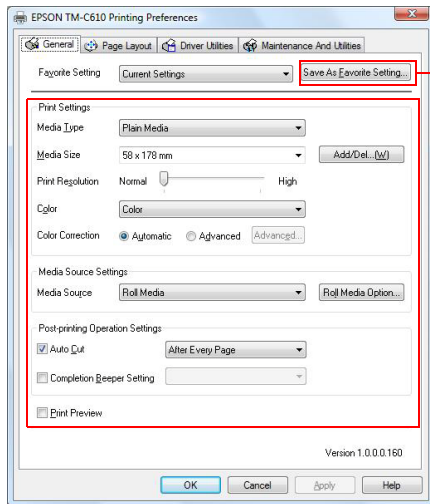 EPSON TM-C610 Printing Preferences
General Page Layout Driver Utilities Maintenance And Utilities
Favorite Setting Current Settings Save As Favorite Setting...
Print Settings
Media Type Plain Media
Media Size 58 x 178 mm Add/Del...(W)
Print Resolution Normal High
Color Color
Color Correction Automatic Advanced Advanced...
Media Source Settings
Media Source Roll Media Roll Media Option...
Post-printing Operation Settings
Auto Cut After Every Page
Completion Beeper Setting
Print Preview
Version 1.0.0.0.160
OK Cancel Apply Help